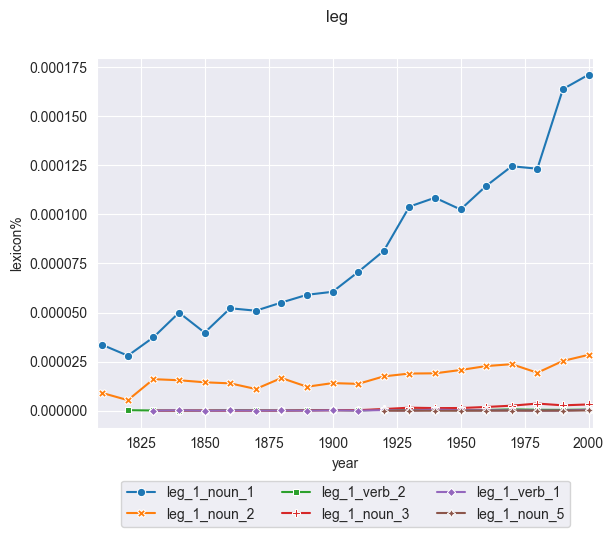 leg
0.000175
0.000150
0.000125
0.000100
0.000075
0.000050
0.000025
0.000000
lexicon%
1825 1850 1875 1900 1925 1950 1975 2000
year
leg_1_noun_1 leg_1_verb_2 leg_1_verb_1
leg_1_noun_2 leg_1_noun_3 leg_1_noun_5